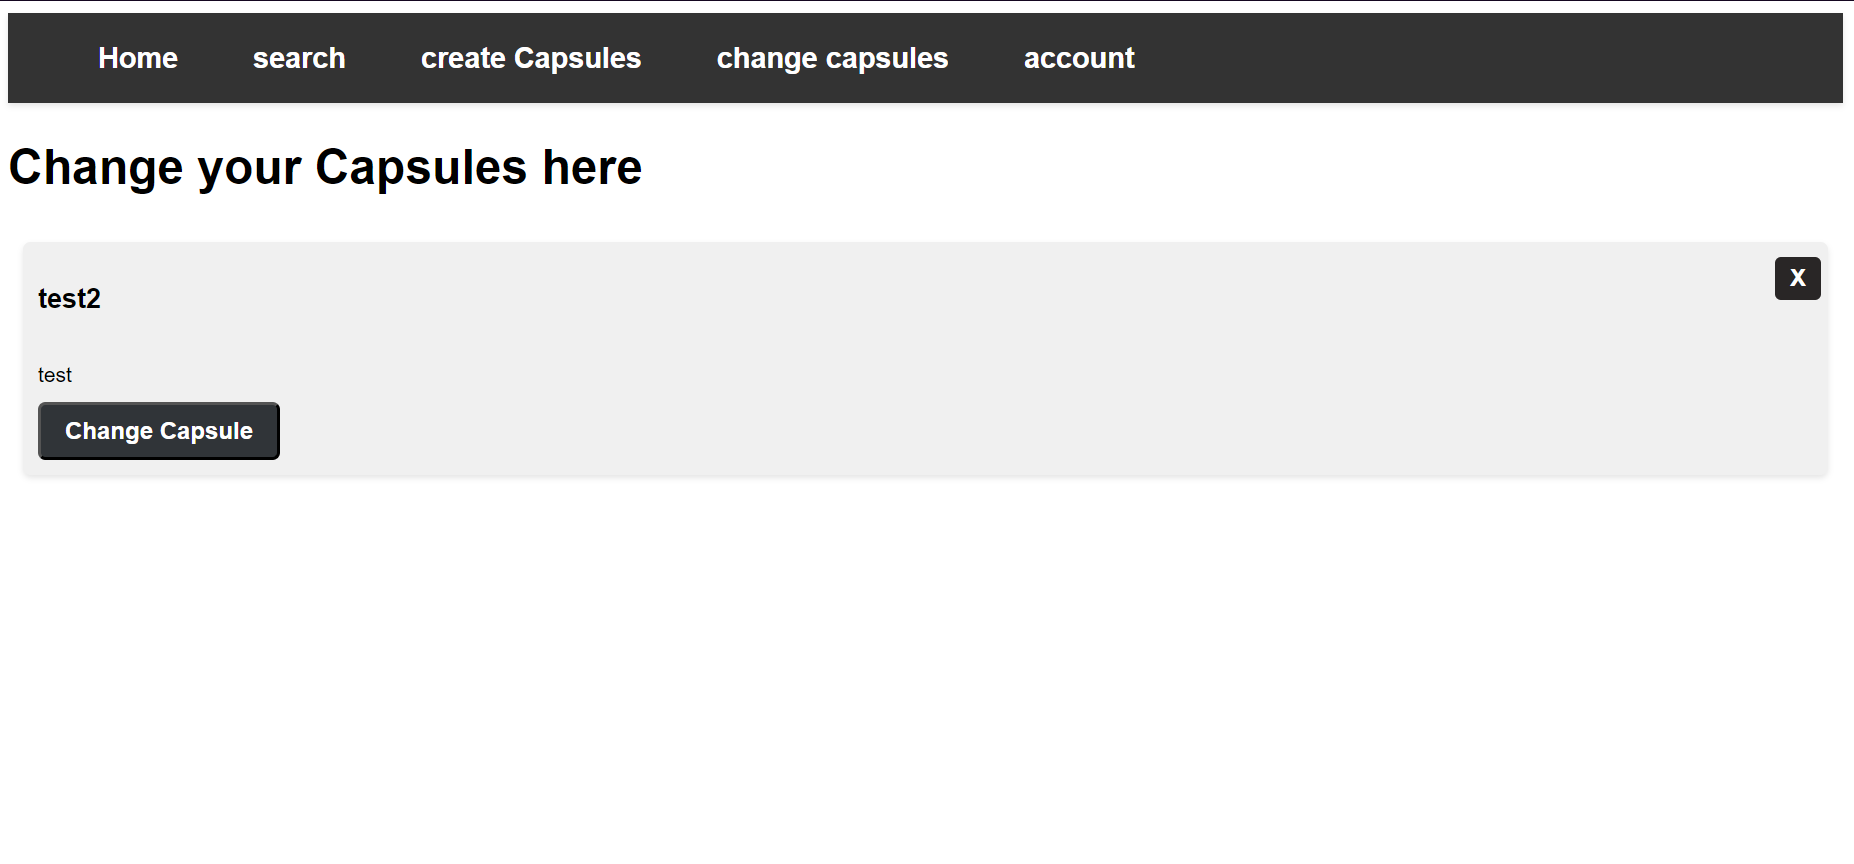 Home search create Capsules change capsules account
Change your Capsules here
X
test2
test
Change Capsule